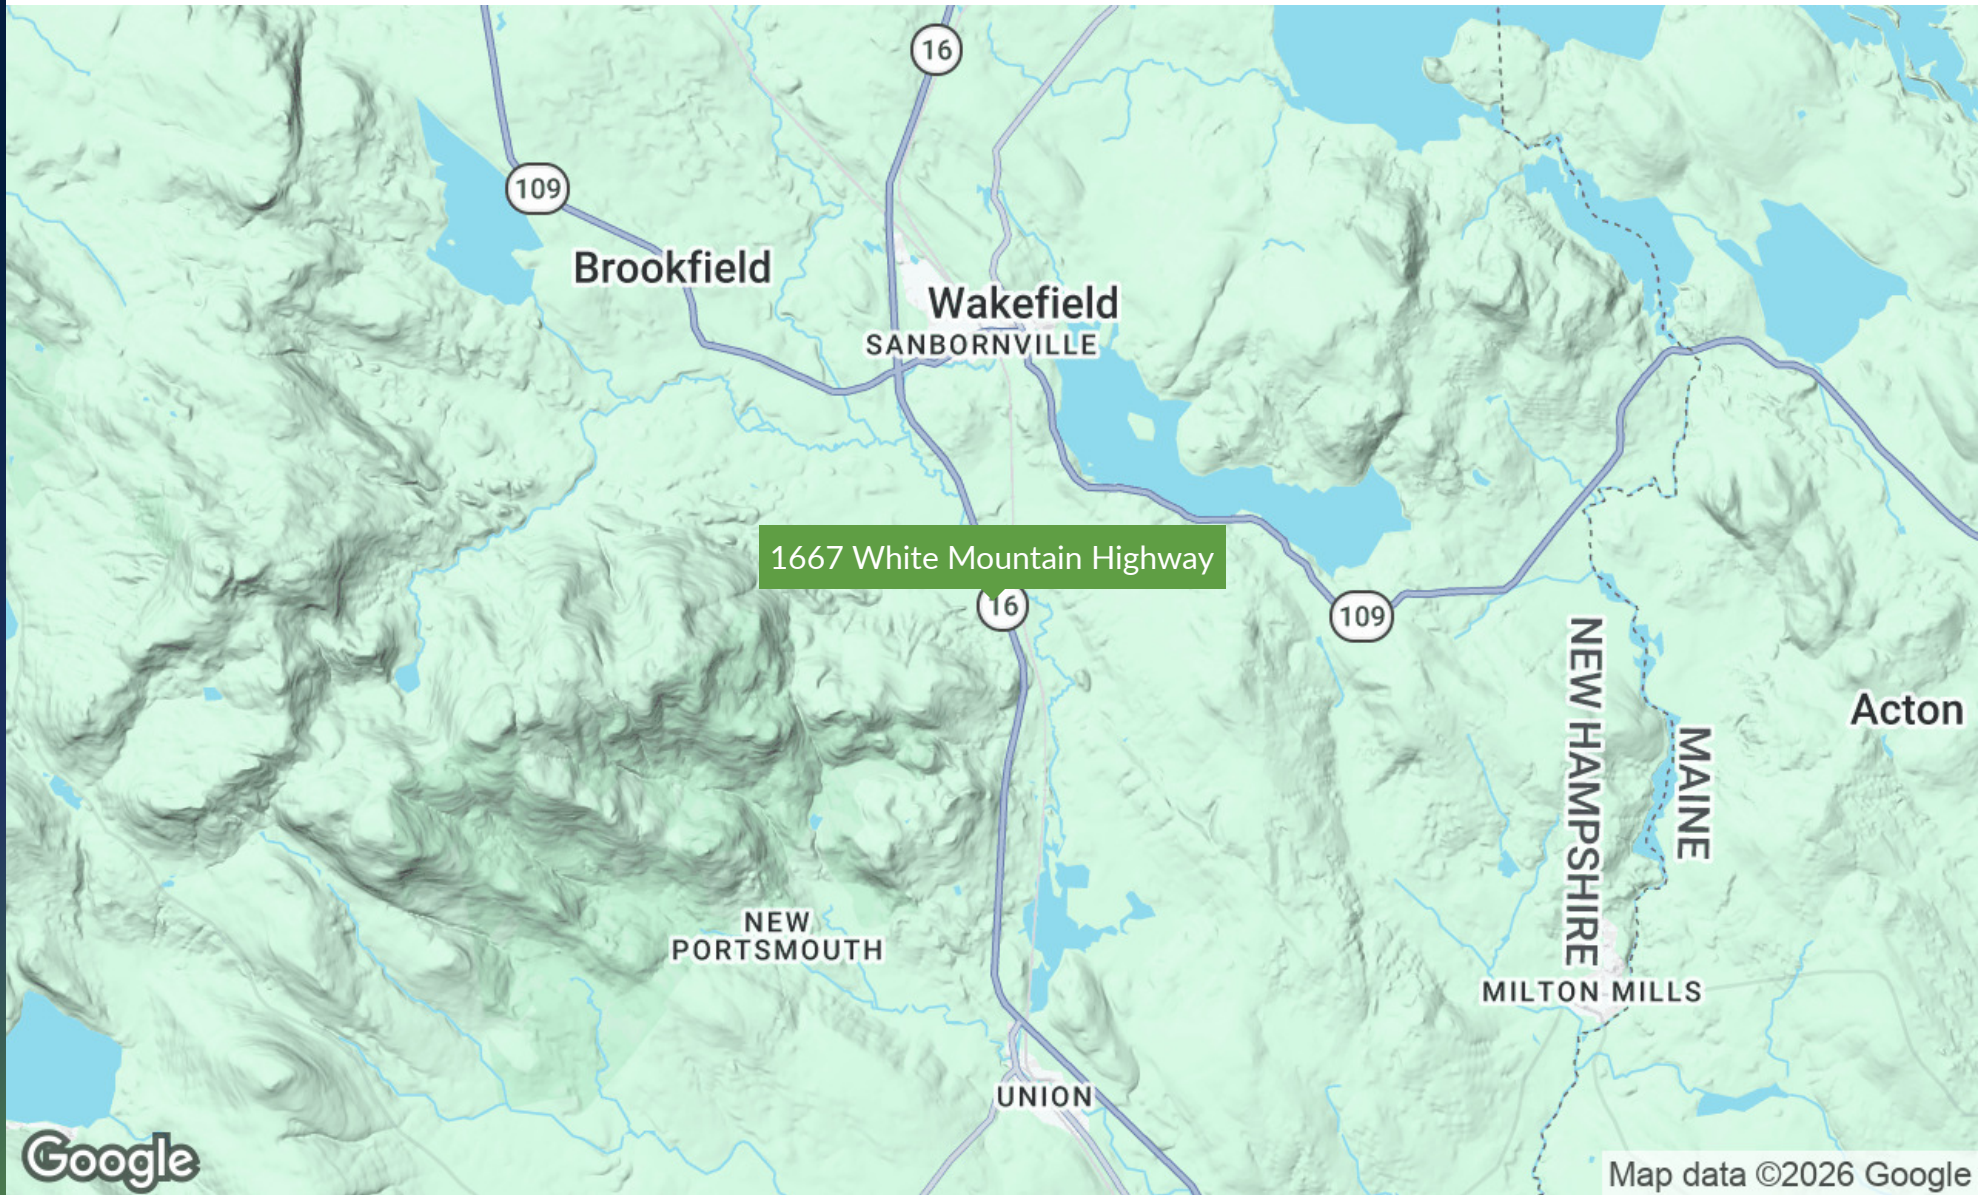 16
109
Brookfield
Wakefield
SANBORNVILLE
1667 White Mountain Highway
16
109
NEW HAMPSHIRE
MAINE
Acton
NEW
PORTSMOUTH
MILTON MILLS
UNION
Google
Map data ©2026 Google